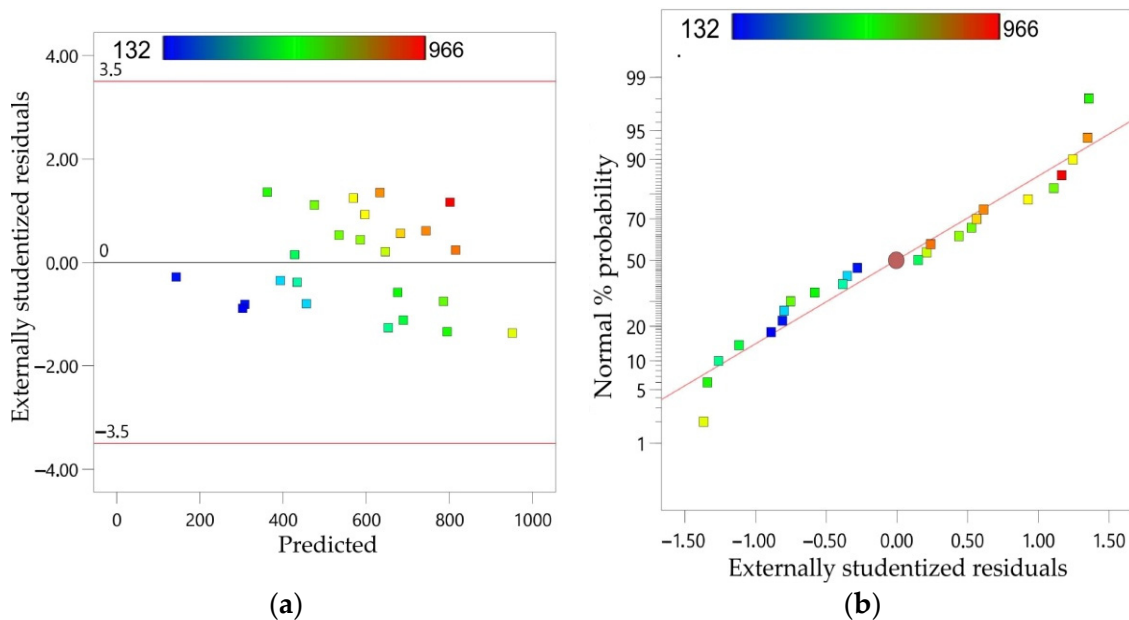 132 966
4.00
3.5
2.00
0
0.00
−2.00
−3.5
−4.00
0 200 400 600 800 1000
Predicted
Externally studentized residuals
(a)
132 966
99
95
90
70
50
20
10
5
1
Normal % probability
−1.50 −1.00 −0.50 0.00 0.50 1.00 1.50
Externally studentized residuals
(b)